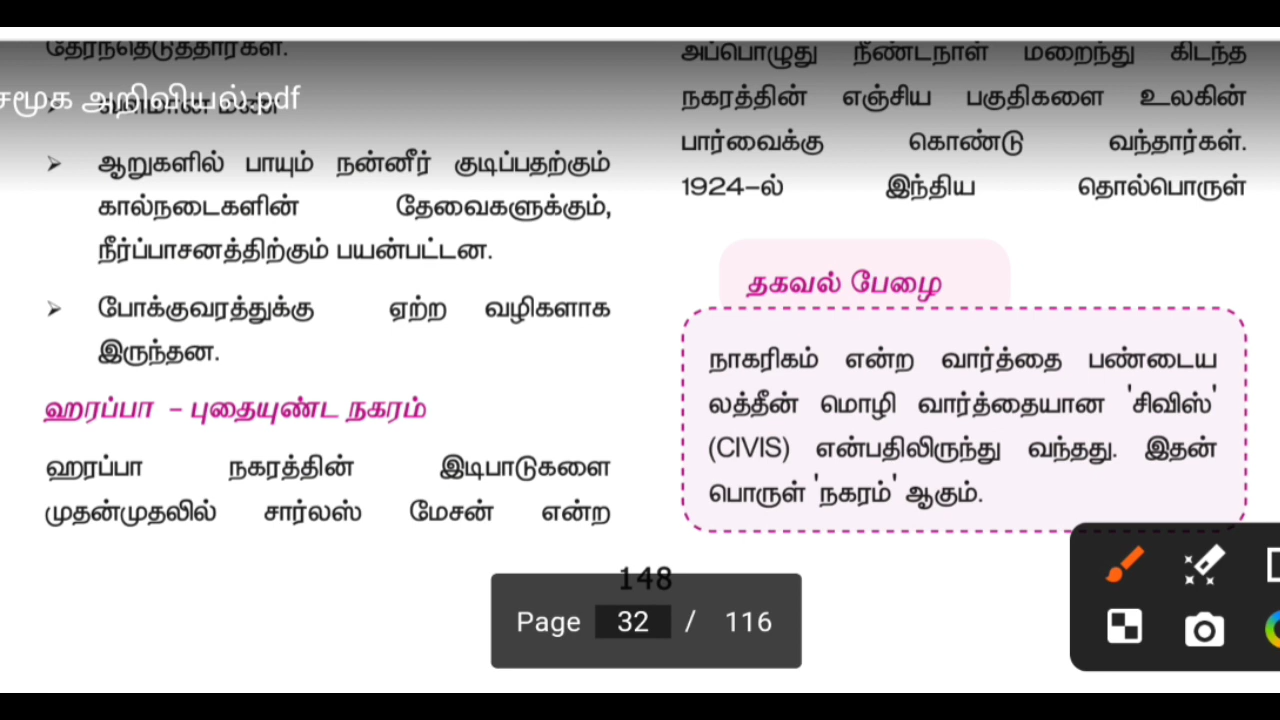 தேர்ந்தெடுத்தார்கள்.
சமூக அறிவியல்.pdf
➢ வளமான மண்
➢ ஆறுகளில் பாயும் நன்னீர் குடிப்பதற்கும்
கால்நடைகளின் தேவைகளுக்கும்,
நீர்ப்பாசனத்திற்கும் பயன்பட்டன.
➢ போக்குவரத்துக்கு ஏற்ற வழிகளாக
இருந்தன.
ஹரப்பா – புதையுண்ட நகரம்
ஹரப்பா நகரத்தின் இடிபாடுகளை
முதன்முதலில் சார்லஸ் மேசன் என்ற
அப்பொழுது நீண்டநாள் மறைந்து கிடந்த
நகரத்தின் எஞ்சிய பகுதிகளை உலகின்
பார்வைக்கு கொண்டு வந்தார்கள்.
1924–ல் இந்திய தொல்பொருள்
தகவல் பேழை
நாகரிகம் என்ற வார்த்தை பண்டைய
லத்தீன் மொழி வார்த்தையான 'சிவிஸ்'
(CIVIS) என்பதிலிருந்து வந்தது. இதன்
பொருள் 'நகரம்' ஆகும்.
148
Page 32 / 116